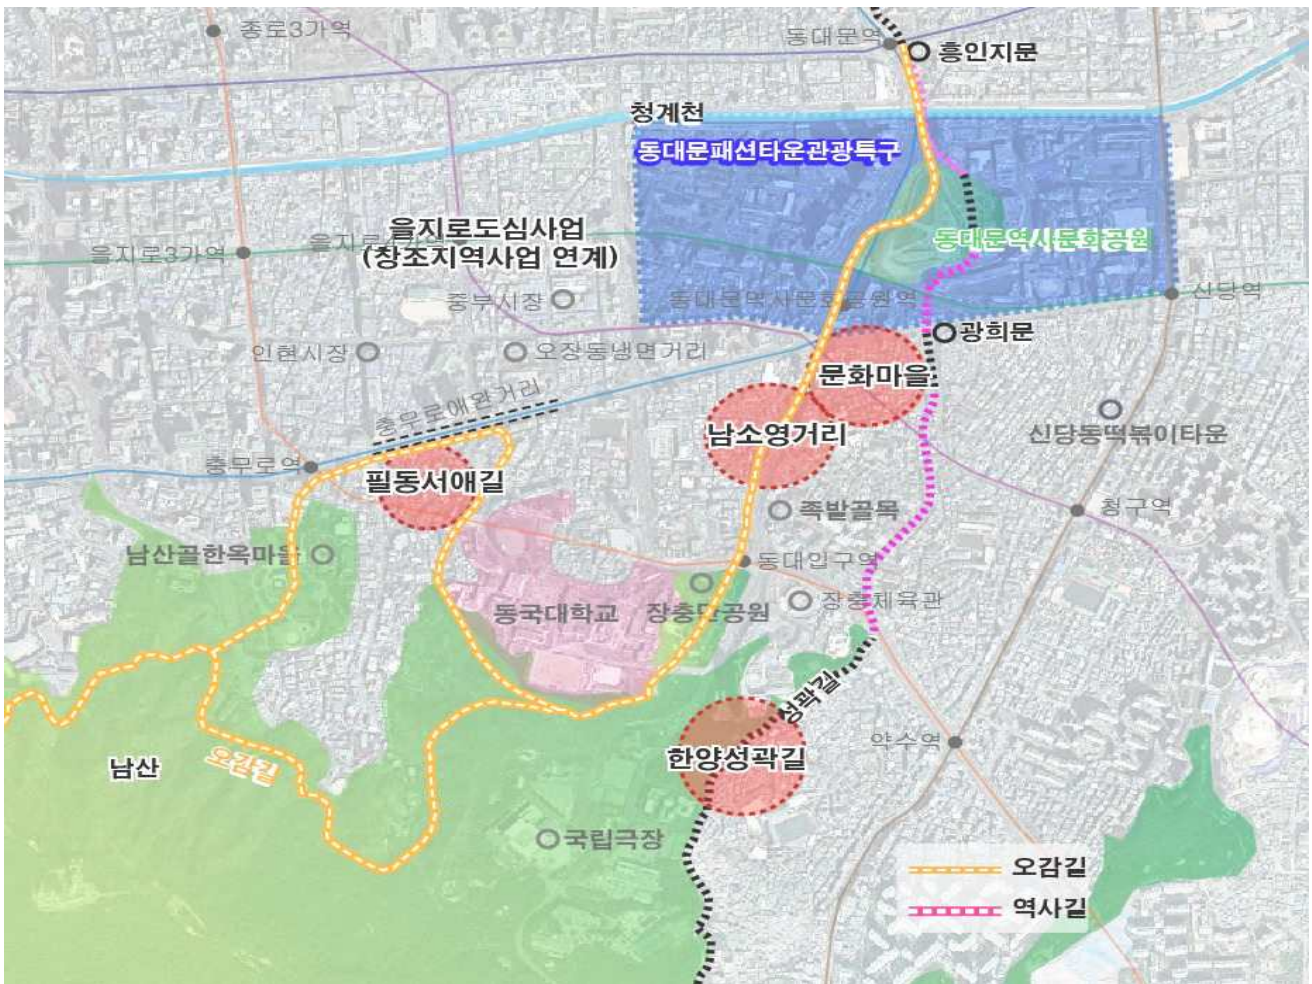 종로3가역
동대문역
흥인지문
청계천
동대문패션타운관광특구
을지로도심사업
(창조지역사업 연계)
을지로3가역
동대문역사문화공원
중부시장
동대문역사문화공원역
신당역
인현시장
오장동냉면거리
광희문
문화마을
충무로애완거리
남소영거리
신당동떡볶이타운
충무로역
필동서애길
족발골목
청구역
남산골한옥마을
동대입구역
동국대학교
장충단공원
장충체육관
성곽길
약수역
한양성곽길
남산
오감길
국립극장
오감길
역사길